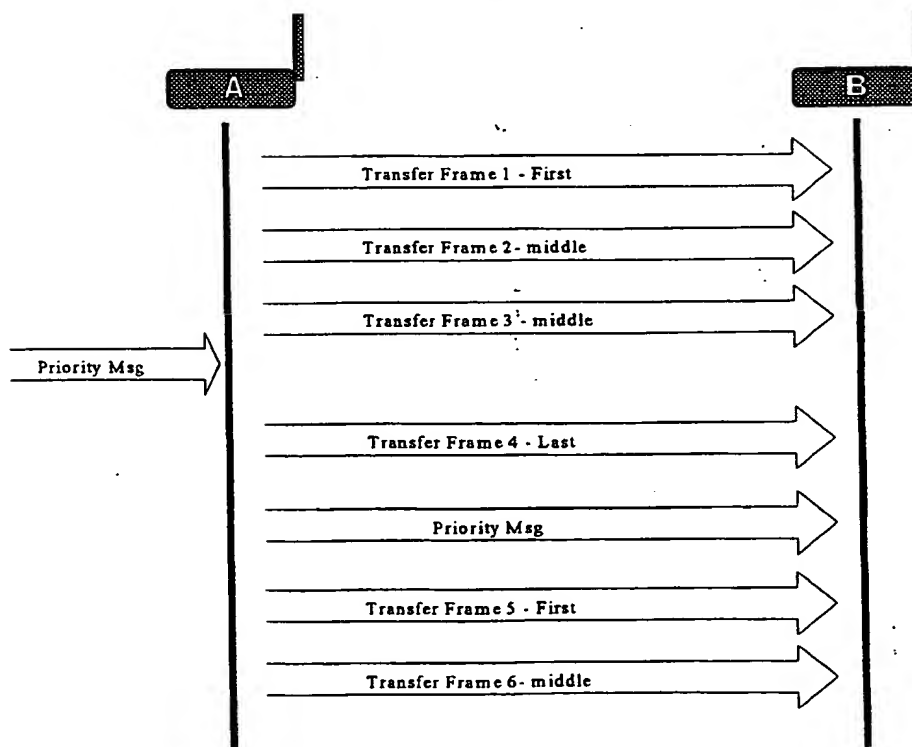 A
B
Transfer Frame 1 - First
Transfer Frame 2- middle
Transfer Frame 3 - middle
Priority Msg
Transfer Frame 4 - Last
Priority Msg
Transfer Frame 5 - First
Transfer Frame 6- middle